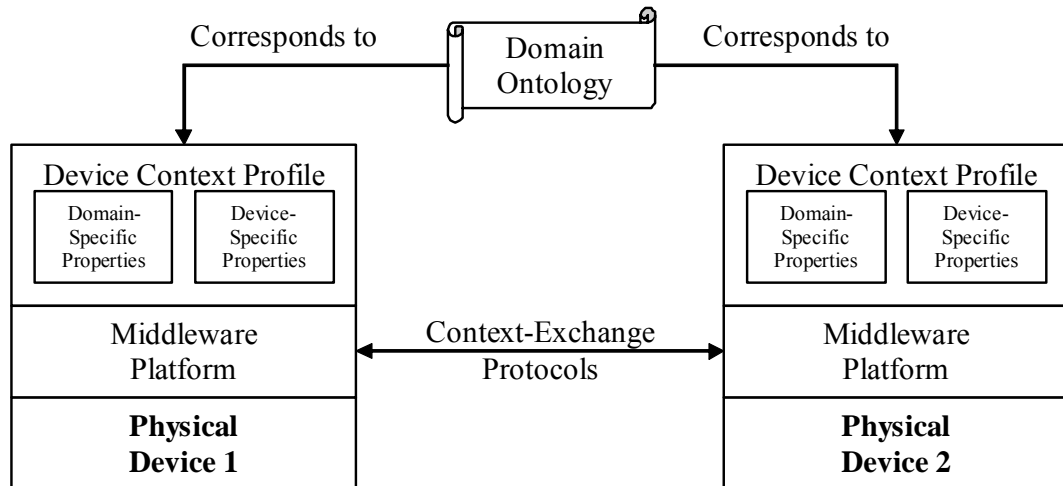 Corresponds to
Domain
Ontology
Corresponds to
Device Context Profile
Domain-
Specific
Properties
Device-
Specific
Properties
Device Context Profile
Domain-
Specific
Properties
Device-
Specific
Properties
Middleware
Platform
Context-Exchange
Protocols
Middleware
Platform
Physical
Device 1
Physical
Device 2